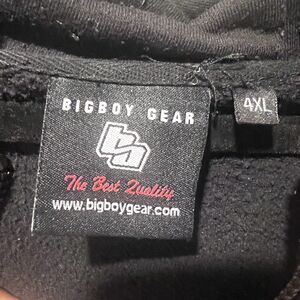 BIGBOY GEAR
4XL
The Best Quality
www.bigboygear.com